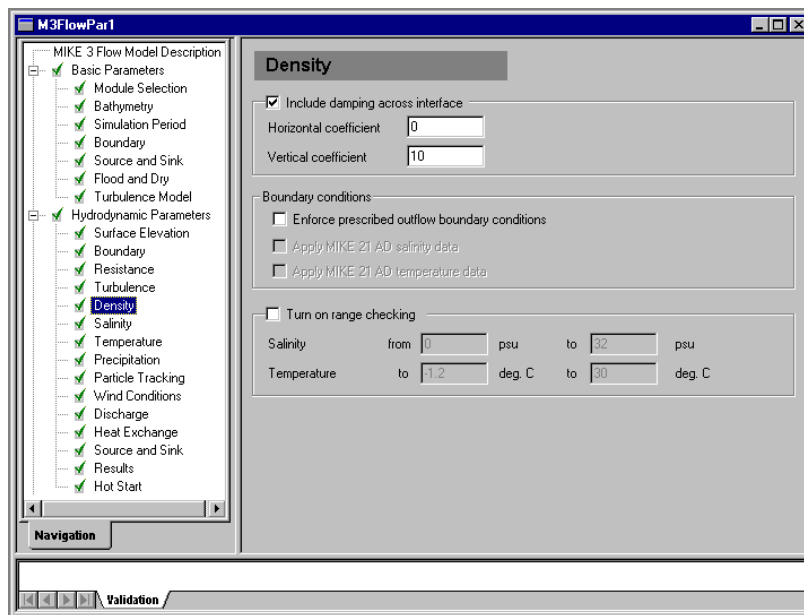 M3FlowPar1
MIKE 3 Flow Model Description
Basic Parameters
Module Selection
Bathymetry
Simulation Period
Boundary
Source and Sink
Flood and Dry
Turbulence Model
Hydrodynamic Parameters
Surface Elevation
Boundary
Resistance
Turbulence
Density
Salinity
Temperature
Precipitation
Particle Tracking
Wind Conditions
Discharge
Heat Exchange
Source and Sink
Results
Hot Start
Navigation
Density
Include damping across interface
Horizontal coefficient 0
Vertical coefficient 10
Boundary conditions
Enforce prescribed outflow boundary conditions
Apply MIKE 21 AD salinity data
Apply MIKE 21 AD temperature data
Turn on range checking
Salinity from 0 psu to 32 psu
Temperature to -1.2 deg. C to 30 deg. C
Validation